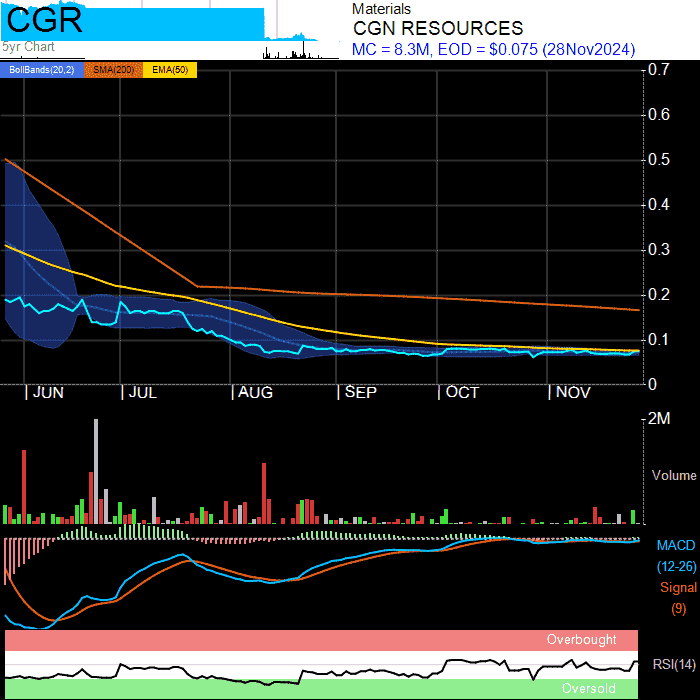 CGR
5yr Chart
Materials
CGN RESOURCES
MC = 8.3M, EOD = $0.075 (28Nov2024)
BollBands(20,2) SMA(200) EMA(50)
0.7
0.6
0.5
0.4
0.3
0.2
0.1
0
JUN JUL AUG SEP OCT NOV
2M
Volume
MACD
(12-26)
Signal
(9)
Overbought
RSI(14)
Oversold